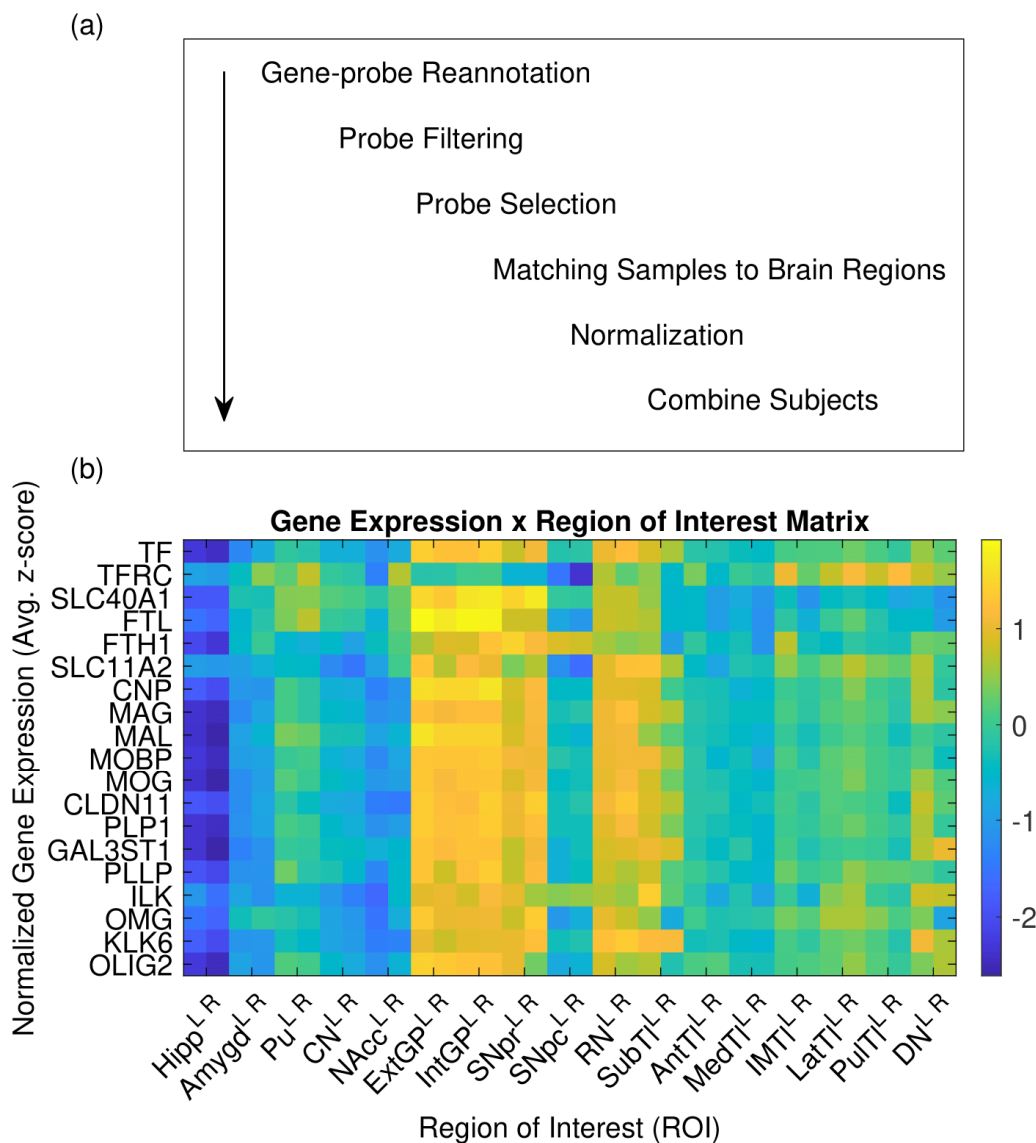 (a)
Gene-probe Reannotation
Probe Filtering
Probe Selection
Matching Samples to Brain Regions
Normalization
Combine Subjects
(b)
Gene Expression x Region of Interest Matrix
Normalized Gene Expression (Avg. z-score)
TF
TFRC
SLC40A1
FTL
FTH1
SLC11A2
CNP
MAG
MAL
MOBP
MOG
CLDN11
PLP1
GAL3ST1
PLLP
ILK
OMG
KLK6
OLIG2
1
0
-1
-2
Hipp^L R
Amygd^L R
Pu^L R
CN^L R
NAcc^L R
ExtGP^L R
IntGP^L R
SNpr^L R
SNpc^L R
RN^L R
SubTl^L R
AntTl^L R
MedTl^L R
IMTl^L R
LatTl^L R
PulTl^L R
DN^L R
Region of Interest (ROI)